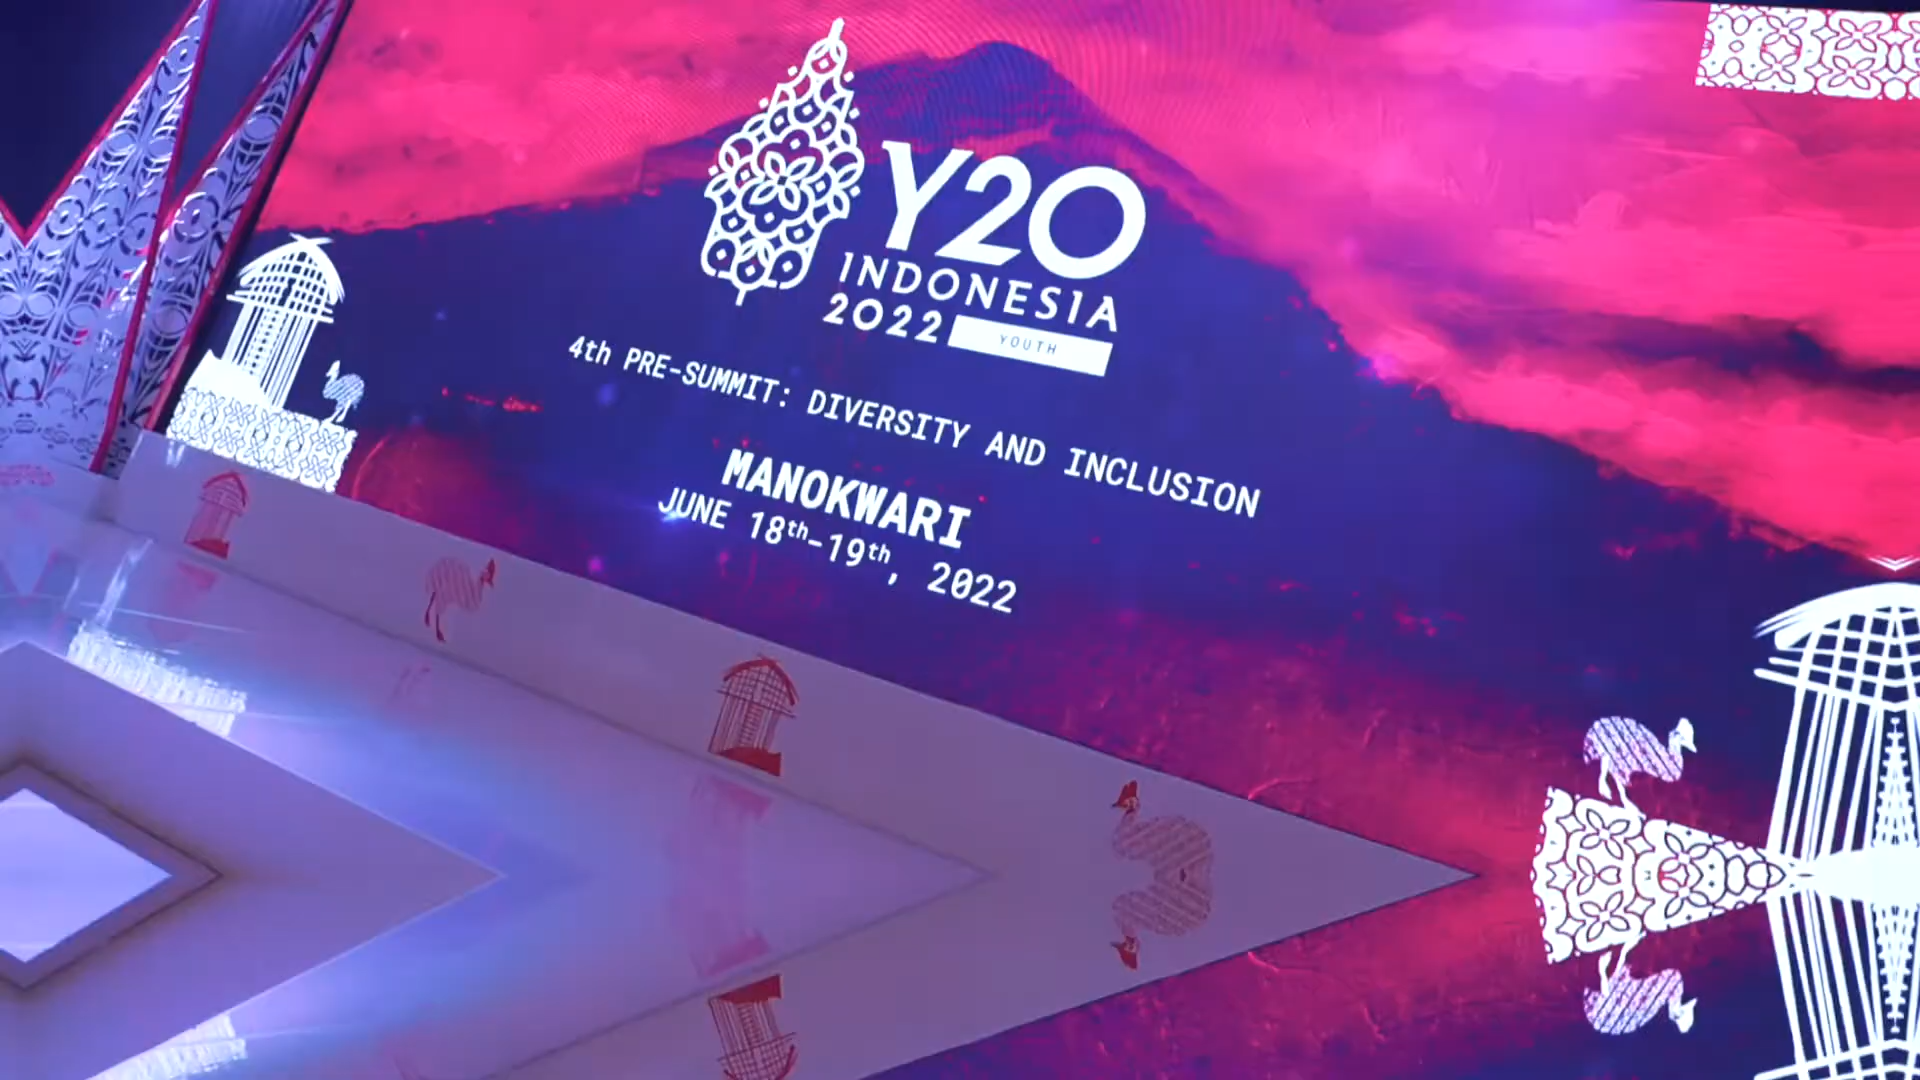 Y20
INDONESIA
2022 YOUTH
4th PRE-SUMMIT: DIVERSITY AND INCLUSION
MANOKWARI
JUNE 18th-19th, 2022